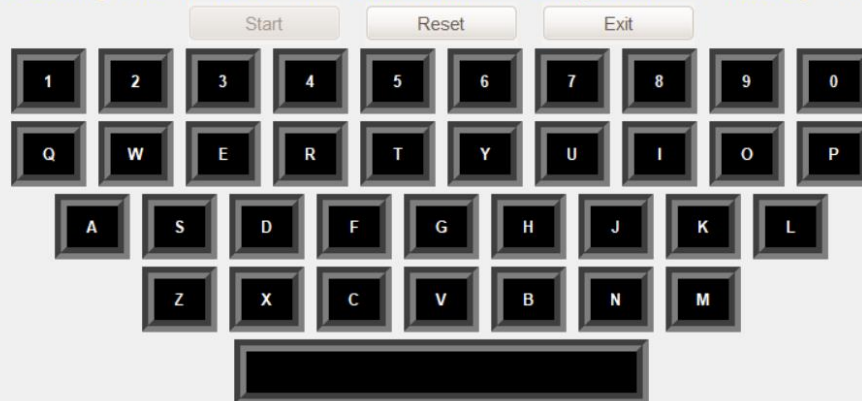 Start Reset Exit
1 2 3 4 5 6 7 8 9 0
Q W E R T Y U I O P
A S D F G H J K L
Z X C V B N M